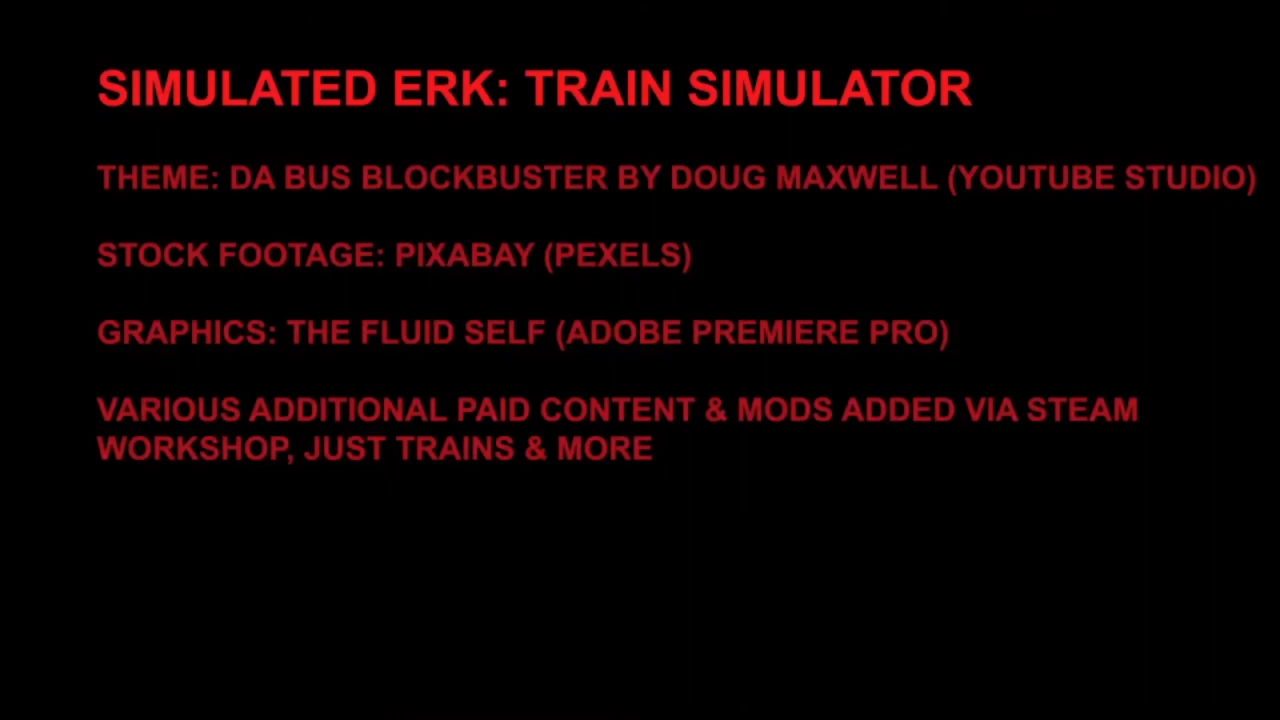 SIMULATED ERK: TRAIN SIMULATOR
THEME: DA BUS BLOCKBUSTER BY DOUG MAXWELL (YOUTUBE STUDIO)
STOCK FOOTAGE: PIXABAY (PEXELS)
GRAPHICS: THE FLUID SELF (ADOBE PREMIERE PRO)
VARIOUS ADDITIONAL PAID CONTENT & MODS ADDED VIA STEAM
WORKSHOP, JUST TRAINS & MORE